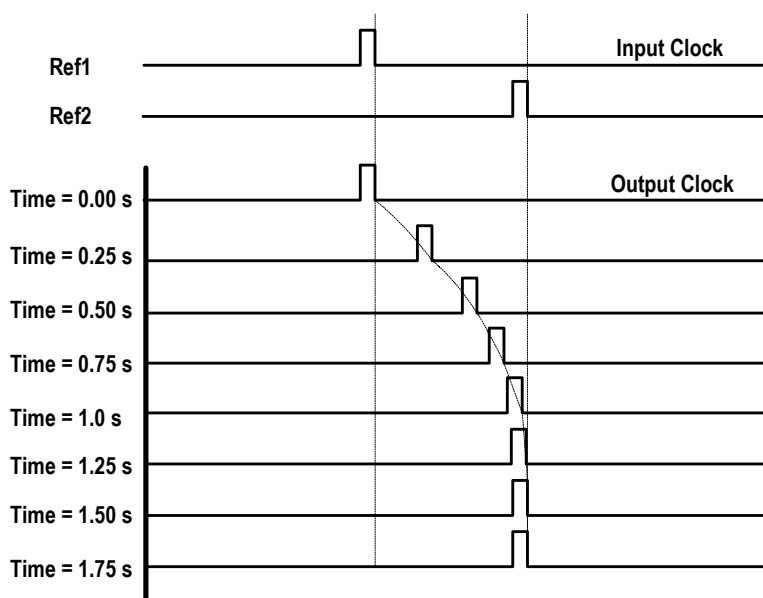 Input Clock
Ref1
Ref2
Output Clock
Time = 0.00 s
Time = 0.25 s
Time = 0.50 s
Time = 0.75 s
Time = 1.0 s
Time = 1.25 s
Time = 1.50 s
Time = 1.75 s